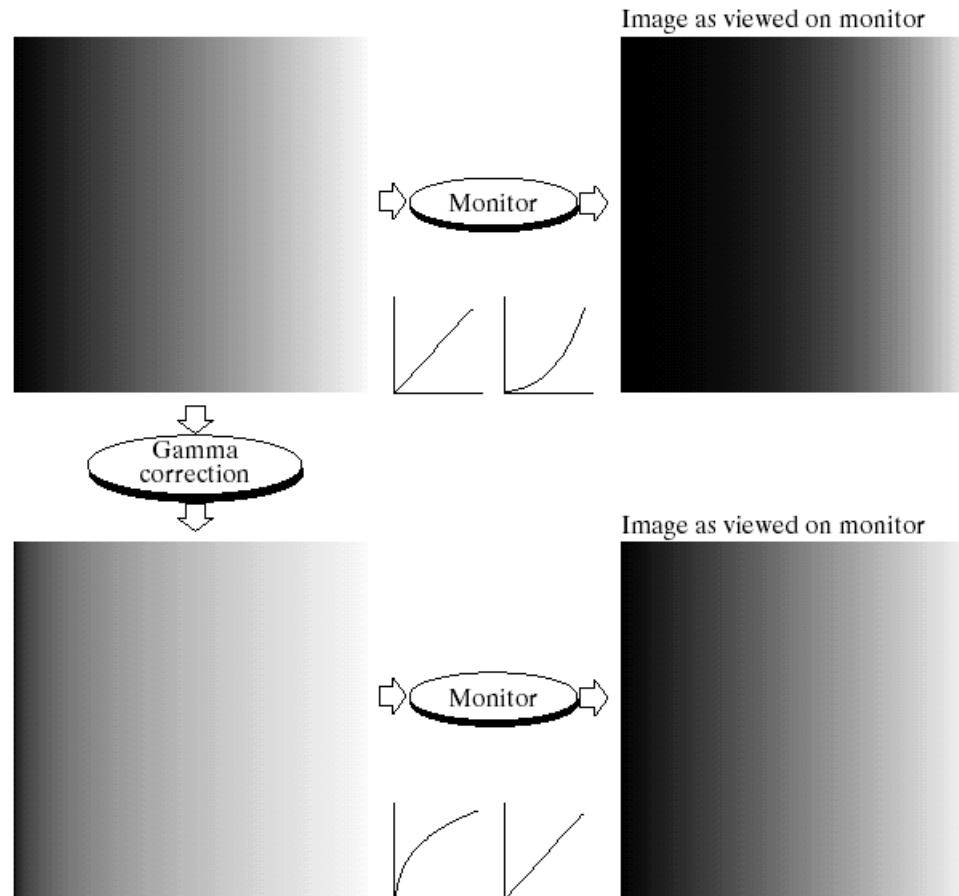 Image as viewed on monitor
Monitor
Gamma
correction
Image as viewed on monitor
Monitor